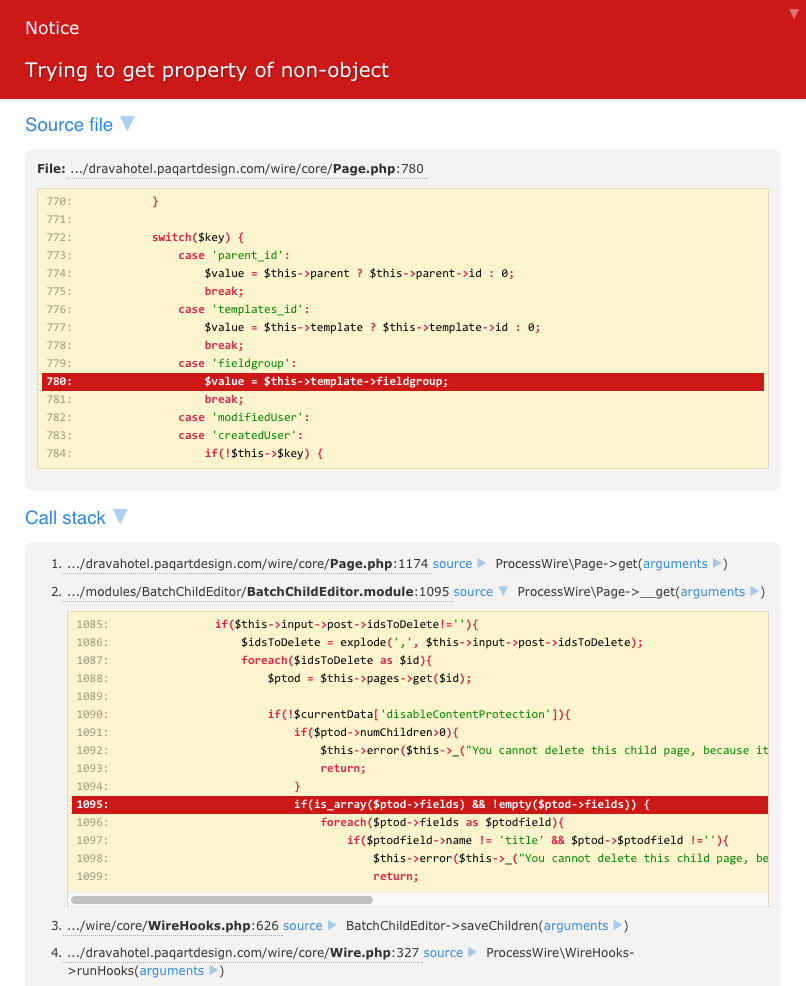 Notice
Trying to get property of non-object
Source file ▼
File: .../dravahotel.paqartdesign.com/wire/core/Page.php:780
770:            }
771:
772:            switch($key) {
773:                case 'parent_id':
774:                    $value = $this->parent ? $this->parent->id : 0;
775:                    break;
776:                case 'templates_id':
777:                    $value = $this->template ? $this->template->id : 0;
778:                    break;
779:                case 'fieldgroup':
780:                    $value = $this->template->fieldgroup;
781:                    break;
782:                case 'modifiedUser':
783:                case 'createdUser':
784:                    if(!$this->$key) {
Call stack ▼
1. .../dravahotel.paqartdesign.com/wire/core/Page.php:1174 source ► ProcessWire\Page->get(arguments ►)
2. .../modules/BatchChildEditor/BatchChildEditor.module:1095 source ▼ ProcessWire\Page->__get(arguments ►)
1085:                if($this->input->post->idsToDelete!=''){
1086:                    $idsToDelete = explode(',', $this->input->post->idsToDelete);
1087:                    foreach($idsToDelete as $id){
1088:                        $ptod = $this->pages->get($id);
1089:
1090:                        if(!$currentData['disableContentProtection']){
1091:                            if($ptod->numChildren>0){
1092:                                $this->error($this->_("You cannot delete this child page, because it
1093:                                return;
1094:                            }
1095:                            if(is_array($ptod->fields) && !empty($ptod->fields)) {
1096:                                foreach($ptod->fields as $ptodfield){
1097:                                    if($ptodfield->name != 'title' && $ptod->$ptodfield !=''){
1098:                                        $this->error($this->_("You cannot delete this child page, be
1099:                                        return;
3. .../wire/core/WireHooks.php:626 source ► BatchChildEditor->saveChildren(arguments ►)
4. .../dravahotel.paqartdesign.com/wire/core/Wire.php:327 source ► ProcessWire\WireHooks-
>runHooks(arguments ►)